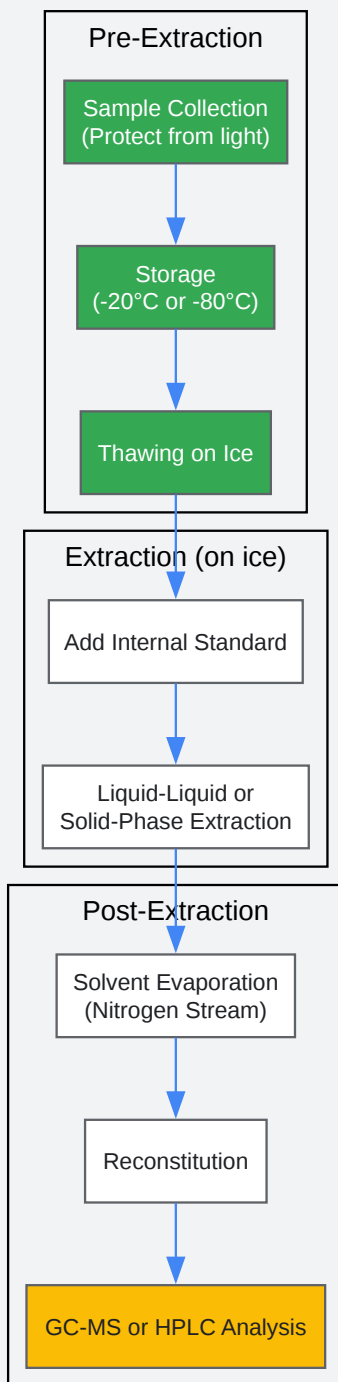 Pre-Extraction
Sample Collection
(Protect from light)
Storage
(-20°C or -80°C)
Thawing on Ice
Extraction (on ice)
Add Internal Standard
Liquid-Liquid or
Solid-Phase Extraction
Post-Extraction
Solvent Evaporation
(Nitrogen Stream)
Reconstitution
GC-MS or HPLC Analysis